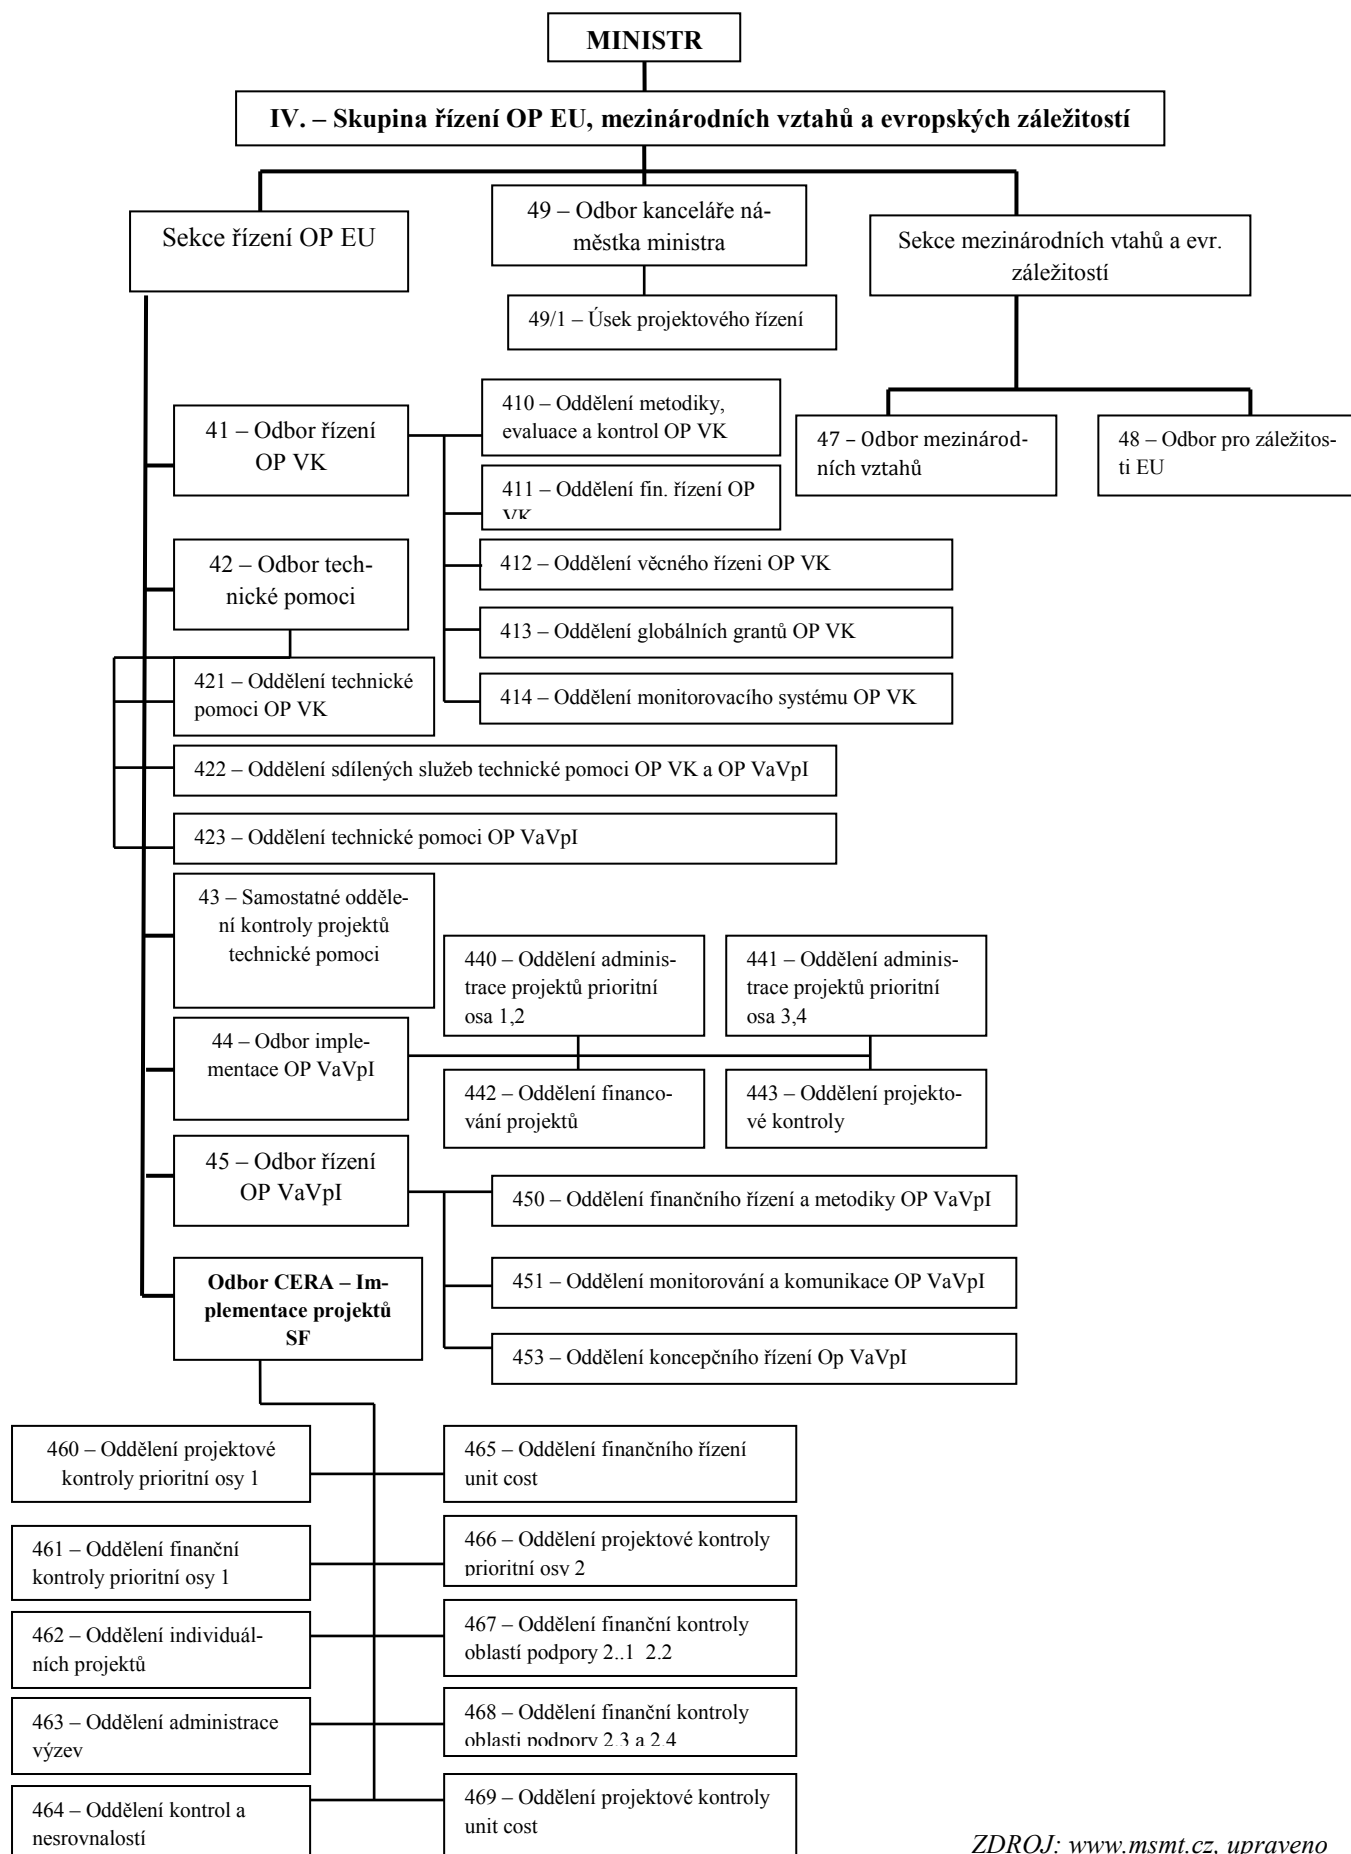 MINISTR
IV. – Skupina řízení OP EU, mezinárodních vztahů a evropských záležitostí
Sekce řízení OP EU
49 – Odbor kanceláře ná-
městka ministra
Sekce mezinárodních vtahů a evr.
záležitostí
49/1 – Úsek projektového řízení
41 – Odbor řízení
OP VK
410 – Oddělení metodiky,
evaluace a kontrol OP VK
47 – Odbor mezinárod-
ních vztahů
48 – Odbor pro záležitos-
ti EU
411 – Oddělení fin. řízení OP
VK
42 – Odbor tech-
nické pomoci
412 – Oddělení věcného řízeni OP VK
413 – Oddělení globálních grantů OP VK
421 – Oddělení technické
pomoci OP VK
414 – Oddělení monitorovacího systému OP VK
422 – Oddělení sdílených služeb technické pomoci OP VK a OP VaVpI
423 – Oddělení technické pomoci OP VaVpI
43 – Samostatné odděle-
ní kontroly projektů
technické pomoci
440 – Oddělení adminis-
trace projektů prioritní
osa 1,2
441 – Oddělení adminis-
trace projektů prioritní
osa 3,4
44 – Odbor imple-
mentace OP VaVpI
442 – Oddělení financo-
vání projektů
443 – Oddělení projekto-
vé kontroly
45 – Odbor řízení
OP VaVpI
450 – Oddělení finančního řízení a metodiky OP VaVpI
Odbor CERA – Im-
plementace projektů
SF
451 – Oddělení monitorování a komunikace OP VaVpI
453 – Oddělení koncepčního řízení Op VaVpI
460 – Oddělení projektové
kontroly prioritní osy 1
465 – Oddělení finančního řízení
unit cost
461 – Oddělení finanční
kontroly prioritní osy 1
466 – Oddělení projektové kontroly
prioritní osy 2
462 – Oddělení individuál-
ních projektů
467 – Oddělení finanční kontroly
oblastí podpory 2..1  2.2
463 – Oddělení administrace
výzev
468 – Oddělení finanční kontroly
oblasti podpory 2.3 a 2.4
464 – Oddělení kontrol a
nesrovnalostí
469 – Oddělení projektové kontroly
unit cost
ZDROJ: www.msmt.cz, upraveno